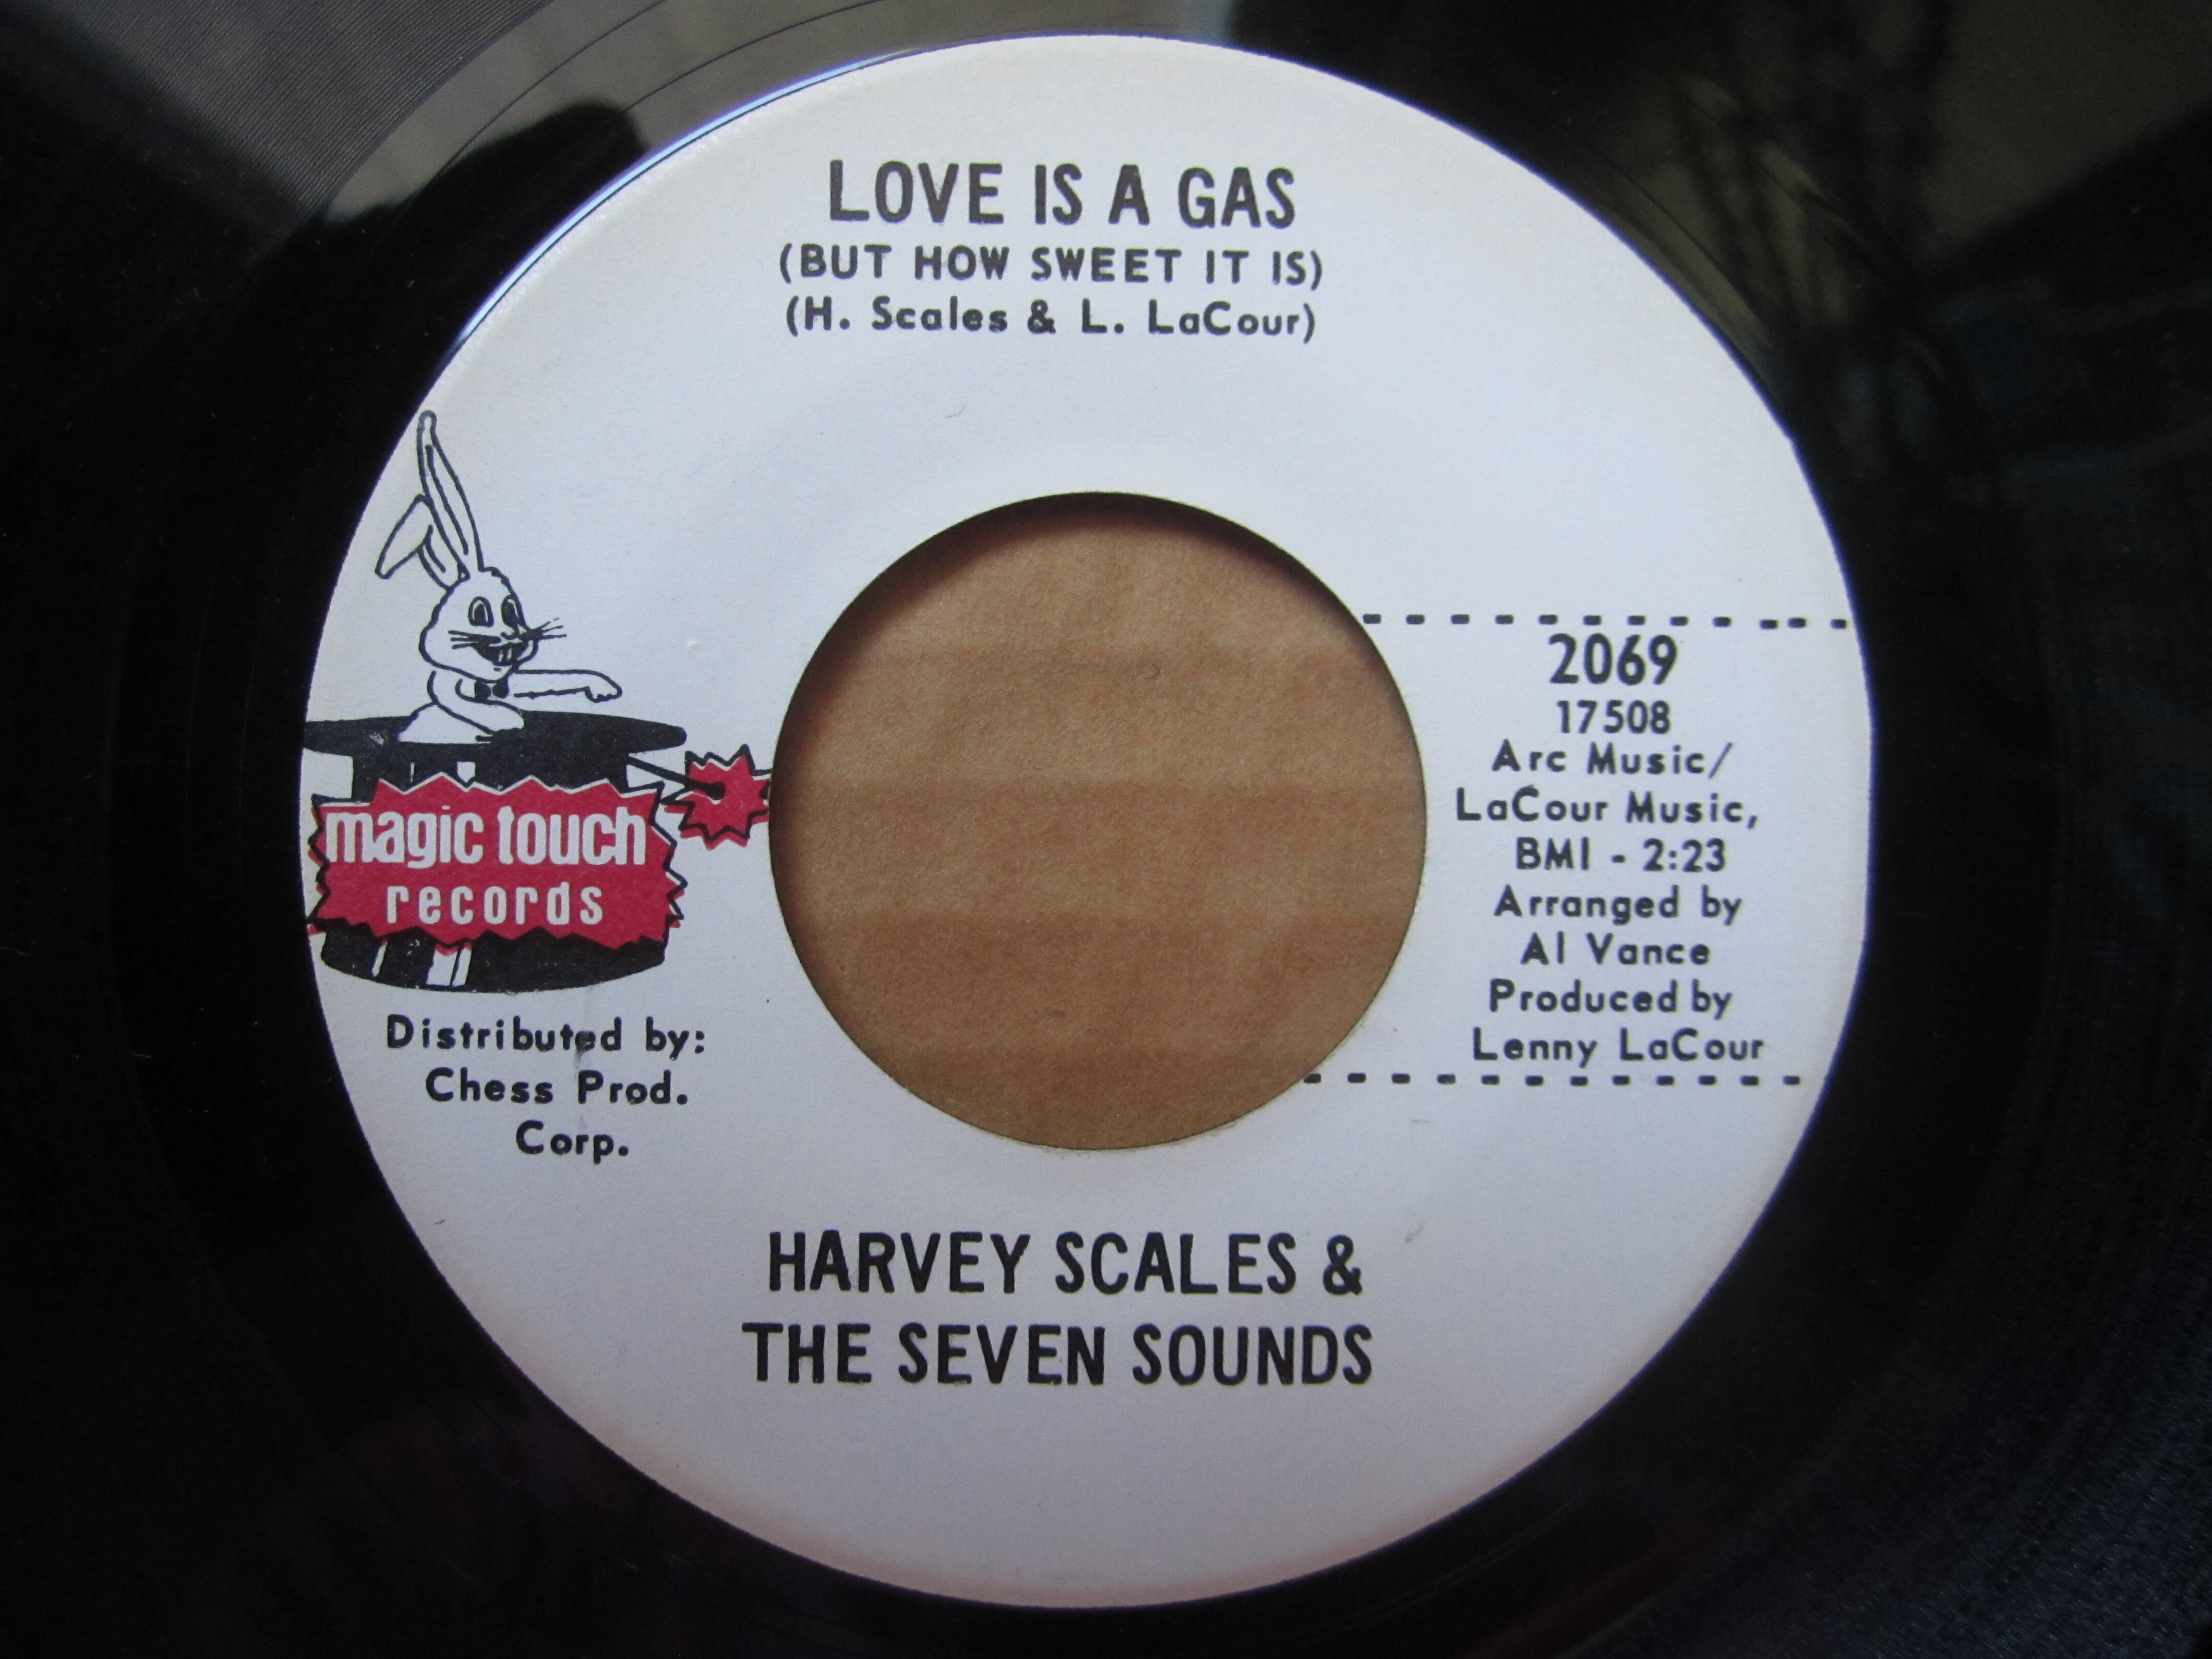 LOVE IS A GAS
(BUT HOW SWEET IT IS)
(H. Scales & L. LaCour)
magic touch
records
Distributed by:
Chess Prod.
Corp.
2069
17508
Arc Music/
LaCour Music,
BMI - 2:23
Arranged by
Al Vance
Produced by
Lenny LaCour
HARVEY SCALES &
THE SEVEN SOUNDS